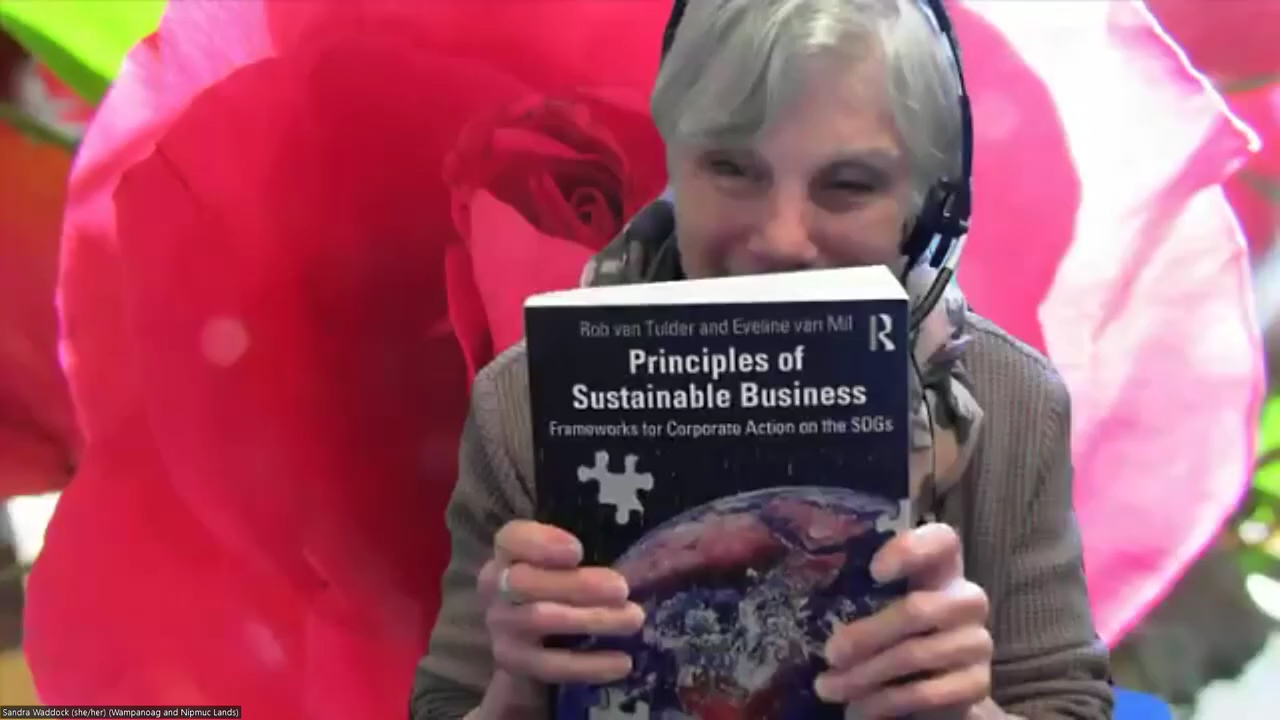 Rob van Tulder and Eveline van Mil
R
Principles of
Sustainable Business
Frameworks for Corporate Action on the SDGs
Sandra Waddock (she/her) (Wampanoag and Nipmuc Lands)